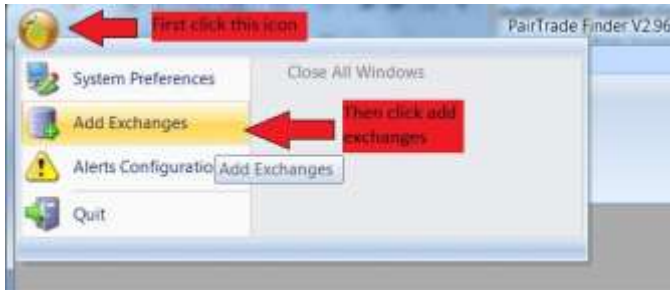 First click this icon
PairTrade Finder V2.96
System Preferences
Close All Windows
Add Exchanges
Then click add
exchanges
Alerts Configuratio
Add Exchanges
Quit